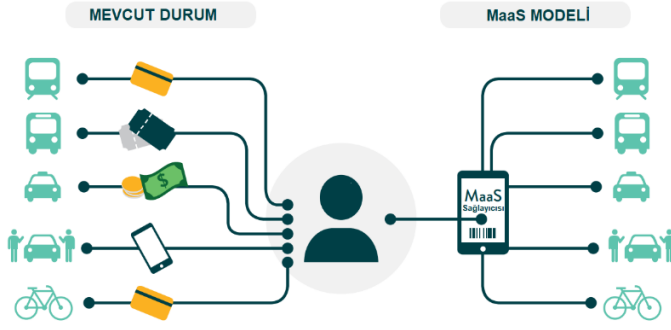 MEVCUT DURUM
MaaS MODELİ
$
MaaS
Sağlayıcısı